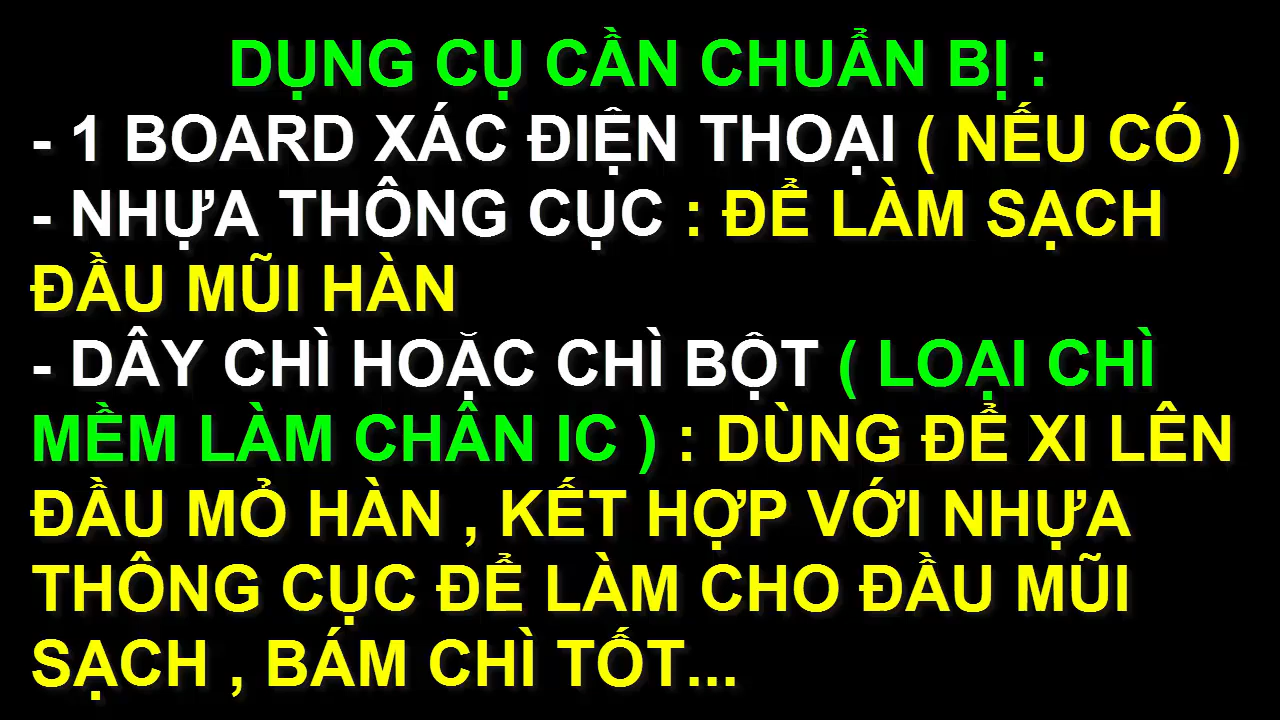 DỤNG CỤ CẦN CHUẨN BỊ :
- 1 BOARD XÁC ĐIỆN THOẠI ( NẾU CÓ )
- NHỰA THÔNG CỤC : ĐỂ LÀM SẠCH
ĐẦU MŨI HÀN
- DÂY CHÌ HOẶC CHÌ BỘT ( LOẠI CHÌ
MỀM LÀM CHÂN IC ) : DÙNG ĐỂ XI LÊN
ĐẦU MỎ HÀN , KẾT HỢP VỚI NHỰA
THÔNG CỤC ĐỂ LÀM CHO ĐẦU MŨI
SẠCH , BÁM CHÌ TỐT...